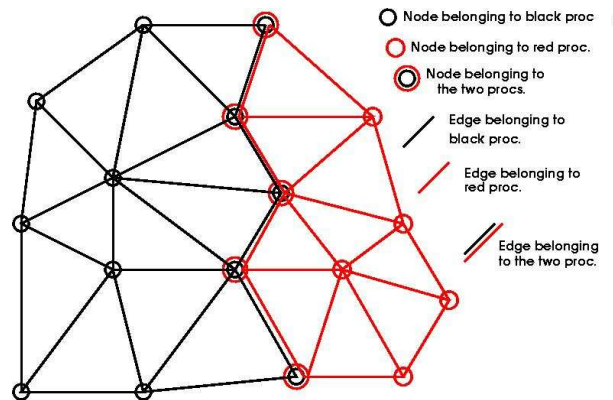 Node belonging to black proc
Node belonging to red proc.
Node belonging to
the two procs.
Edge belonging to
black proc.
Edge belonging to
red proc.
Edge belonging
to the two proc.